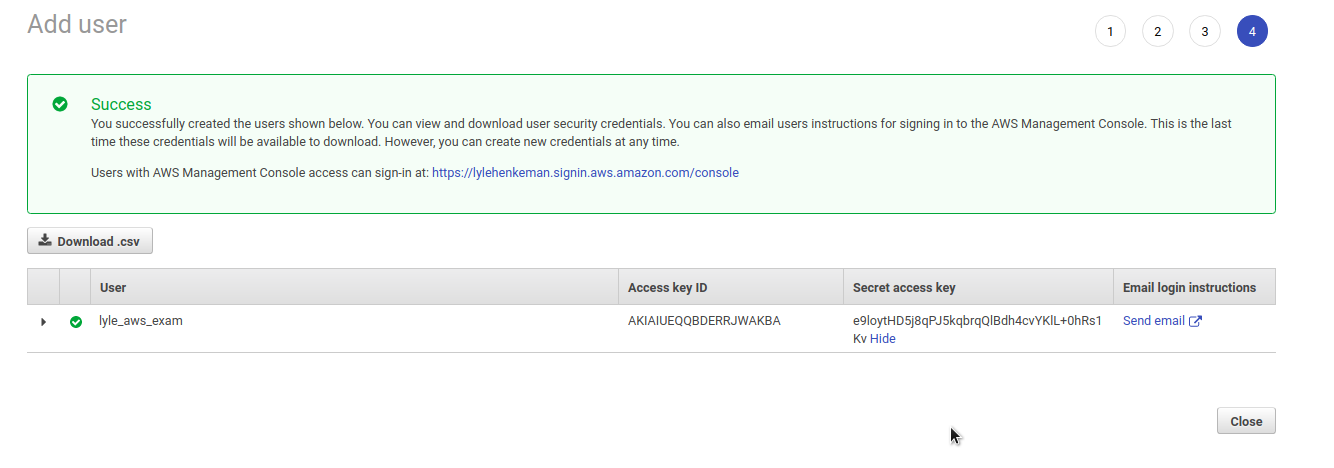 Add user
1 2 3 4
Success
You successfully created the users shown below. You can view and download user security credentials. You can also email users instructions for signing in to the AWS Management Console. This is the last
time these credentials will be available to download. However, you can create new credentials at any time.
Users with AWS Management Console access can sign-in at: https://lylehenkeman.signin.aws.amazon.com/console
Download .csv
User Access key ID Secret access key Email login instructions
lyle_aws_exam AKIAIUEQQBDERRJWAKBA Send email
Hide
Close